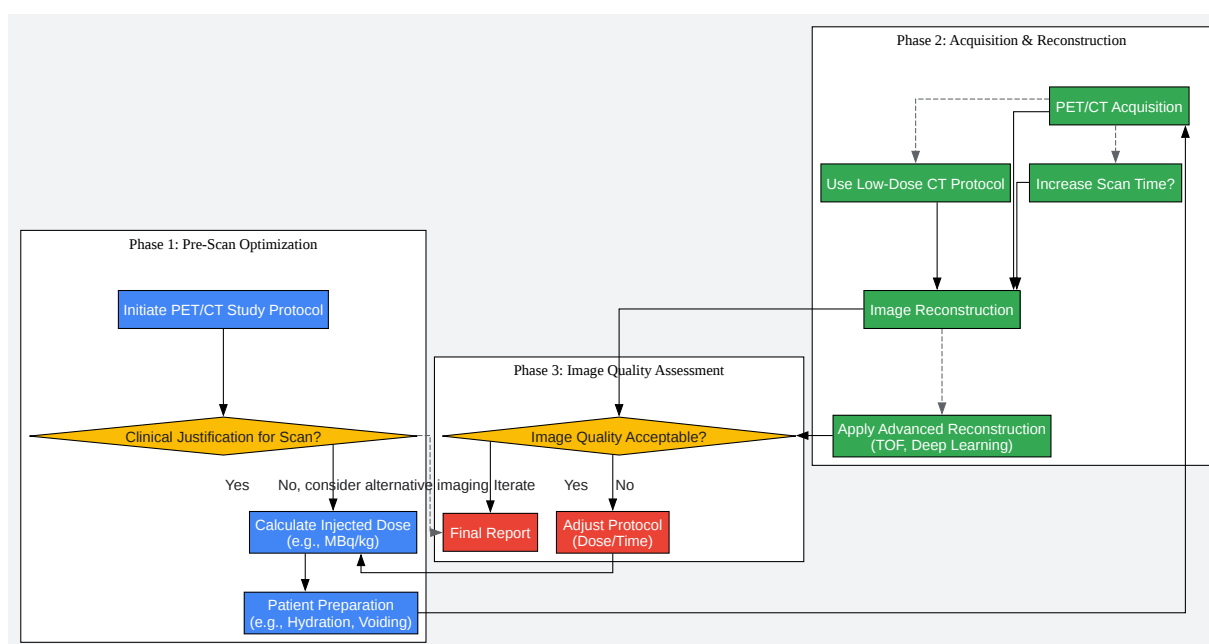 Phase 2: Acquisition & Reconstruction
PET/CT Acquisition
Use Low-Dose CT Protocol
Increase Scan Time?
Image Reconstruction
Apply Advanced Reconstruction
(TOF, Deep Learning)
Phase 1: Pre-Scan Optimization
Initiate PET/CT Study Protocol
Clinical Justification for Scan?
Yes
No, consider alternative imaging
Calculate Injected Dose
(e.g., MBq/kg)
Patient Preparation
(e.g., Hydration, Voiding)
Phase 3: Image Quality Assessment
Image Quality Acceptable?
Iterate
Yes
No
Final Report
Adjust Protocol
(Dose/Time)